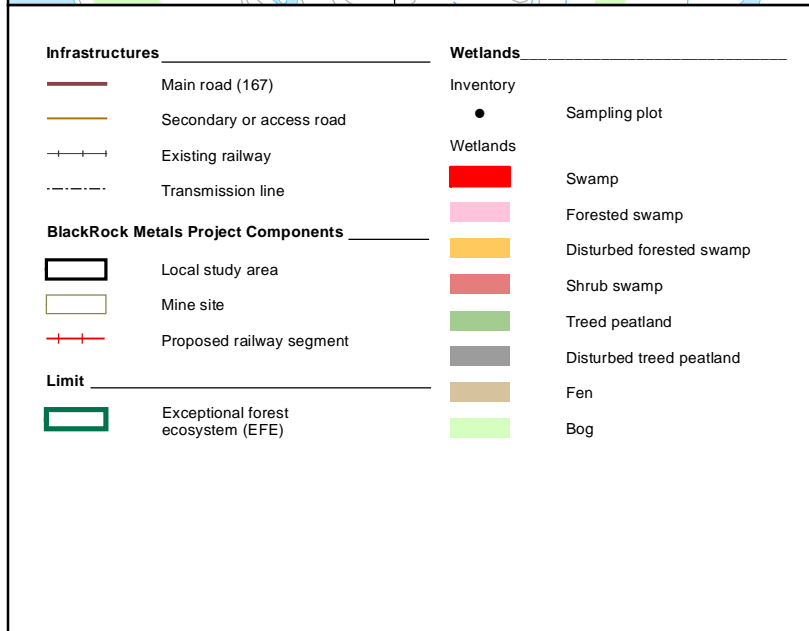 Infrastructures
Main road (167)
Secondary or access road
Existing railway
Transmission line
BlackRock Metals Project Components
Local study area
Mine site
Proposed railway segment
Limit
Exceptional forest
ecosystem (EFE)
Wetlands
Inventory
Sampling plot
Wetlands
Swamp
Forested swamp
Disturbed forested swamp
Shrub swamp
Treed peatland
Disturbed treed peatland
Fen
Bog